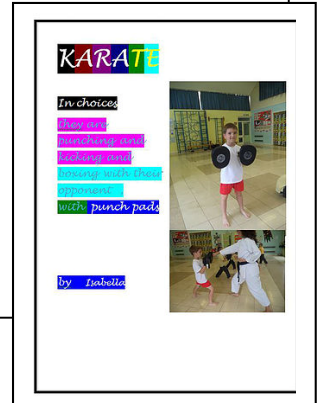 KARATE
In choices
they are
punching and
kicking and
boxing with their
opponent .
with punch pads
by Isabella